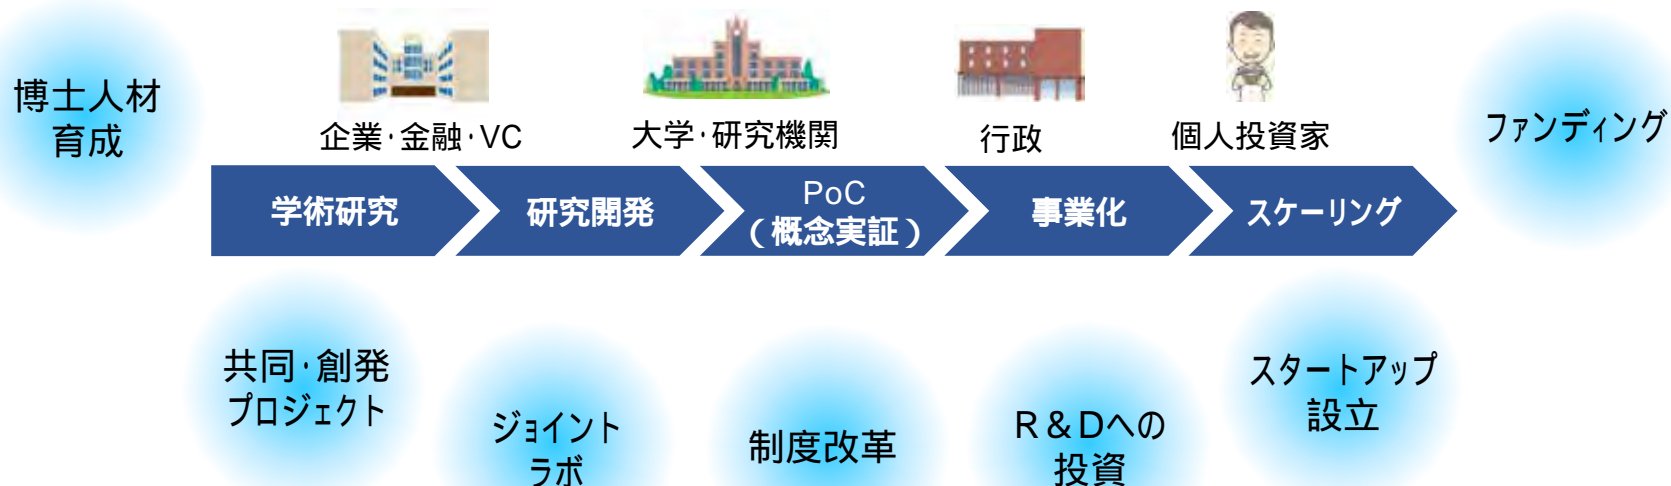 博士人材
育成
企業･金融･VC
大学･研究機関
行政
個人投資家
ファンディング
学術研究
研究開発
PoC
（概念実証）
事業化
スケーリング
共同･創発
プロジェクト
ジョイント
ラボ
制度改革
R＆Dへの
投資
スタートアップ
設立